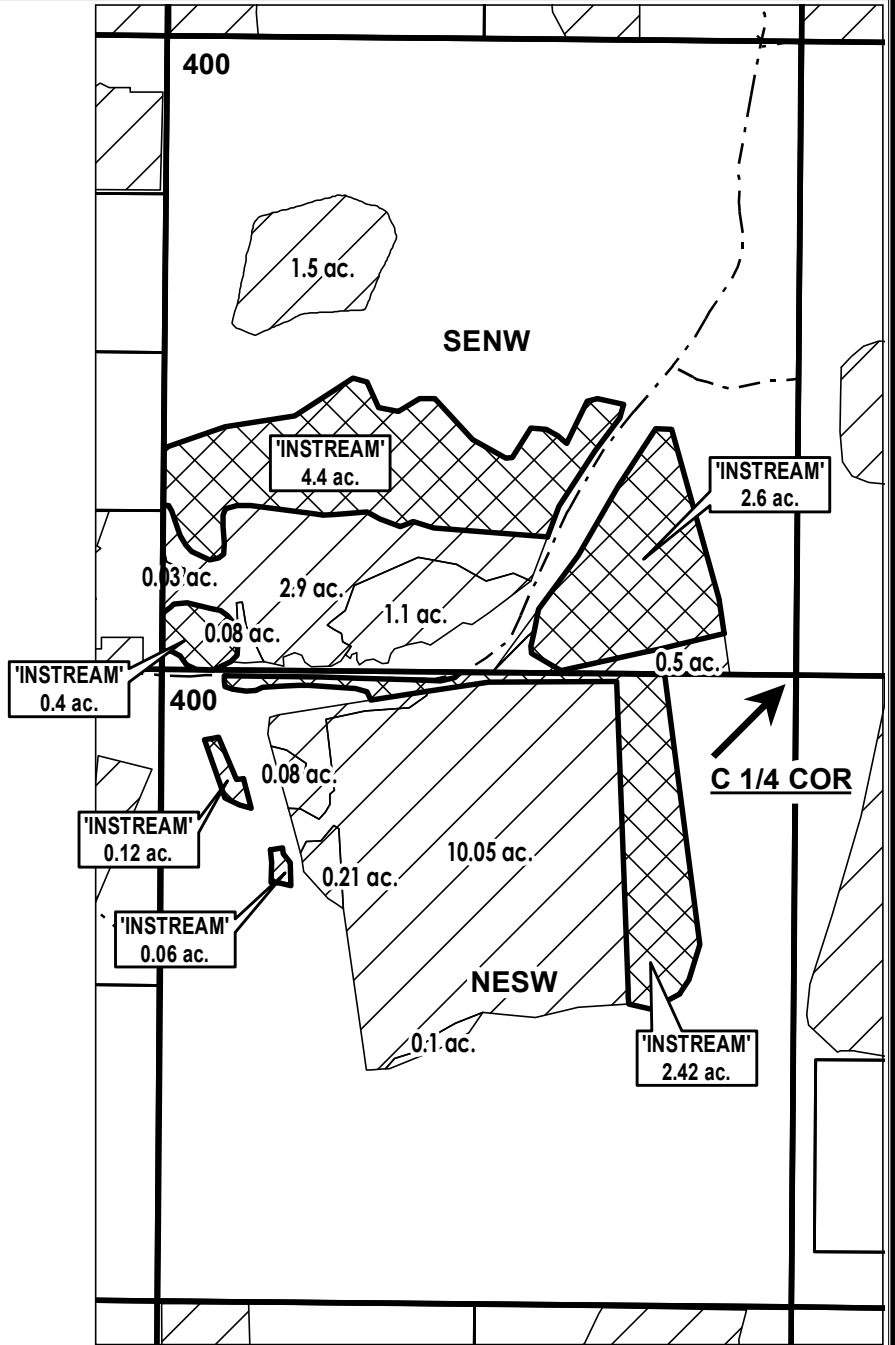 400
1.5 ac.
SENW
'INSTREAM'
4.4 ac.
'INSTREAM'
2.6 ac.
0.03 ac.
2.9 ac.
1.1 ac.
0.08 ac.
'INSTREAM'
0.4 ac.
0.5 ac.
400
C 1/4 COR
0.08 ac.
'INSTREAM'
0.12 ac.
10.05 ac.
0.21 ac.
'INSTREAM'
0.06 ac.
NESW
0.1 ac.
'INSTREAM'
2.42 ac.